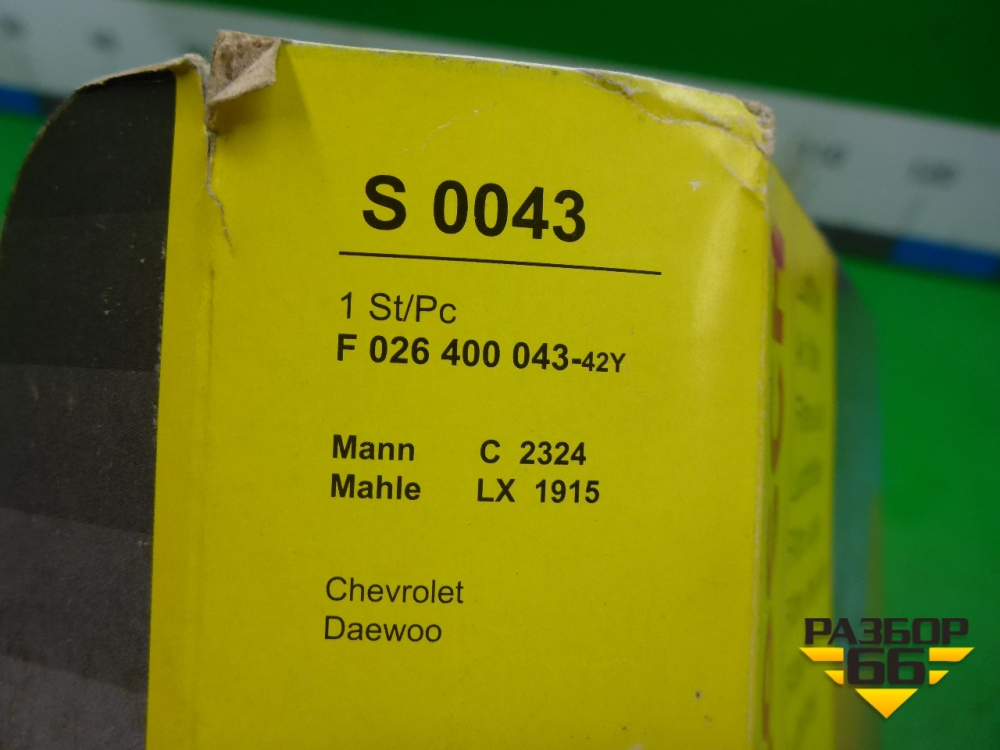 S 0043
1 St/Pc
F 026 400 043-42Y
Mann C 2324
Mahle LX 1915
Chevrolet
Daewoo
РАЗБОР
66